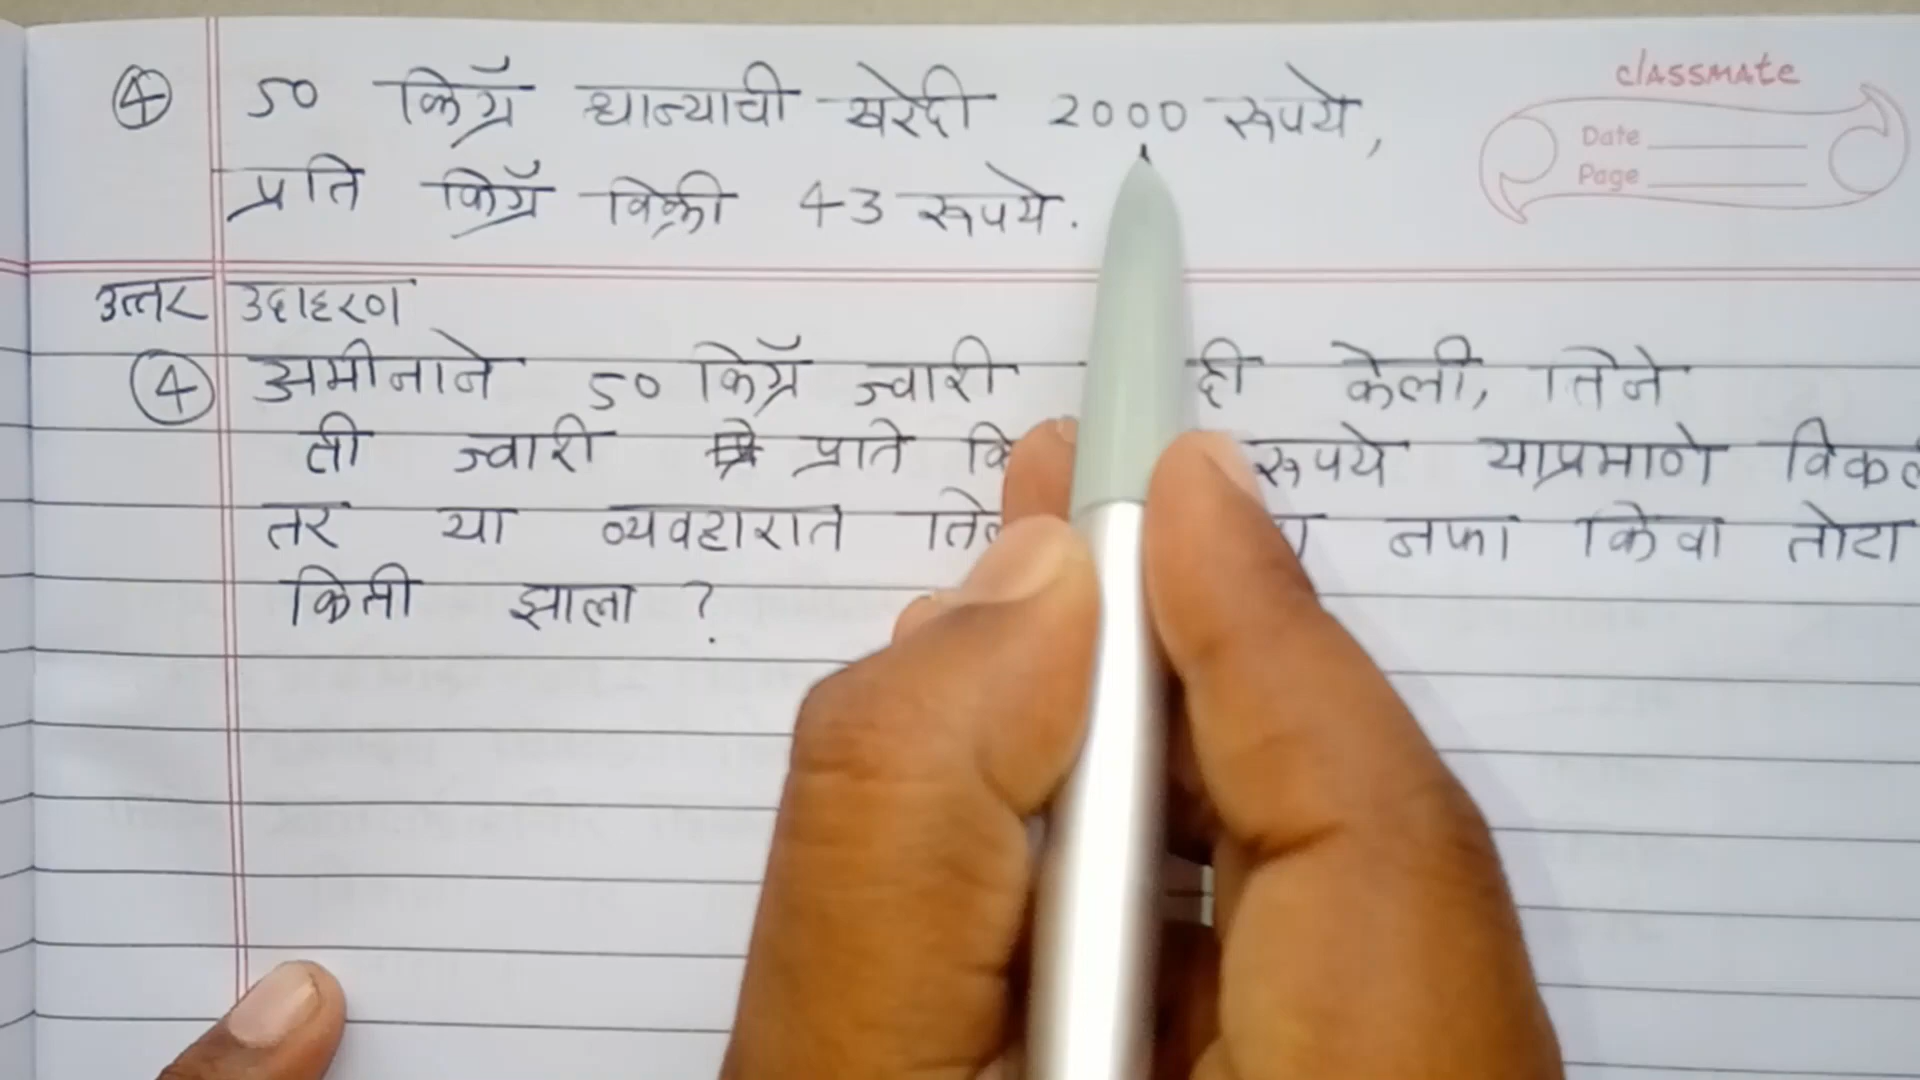 ④ 50 किग्रॅ धान्याची खरेदी 2000 रूपये,
प्रति किग्रॅ विक्री 43 रूपये.
classmate
Date
Page
उत्तर उदाहरण
④ अमीनाने 50 किग्रॅ ज्वारी केली, तिने
ती ज्वारी प्रति रूपये याप्रमाणे
तर या व्यवहारात नफा किंवा तोटा
किती झाला ?